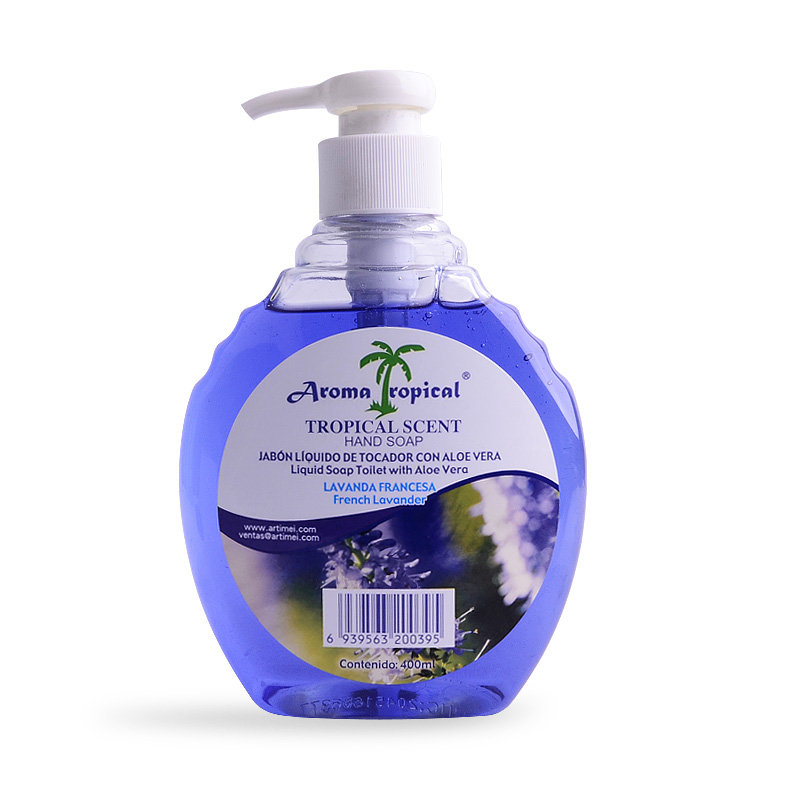 Aroma Tropical®
TROPICAL SCENT
HAND SOAP
JABÓN LÍQUIDO DE TOCADOR CON ALOE VERA
Liquid Soap Toilet with Aloe Vera
LAVANDA FRANCESA
French Lavander
www.artimei.com
ventas@artimei.com
6 939563 200395
Contenido: 400ml